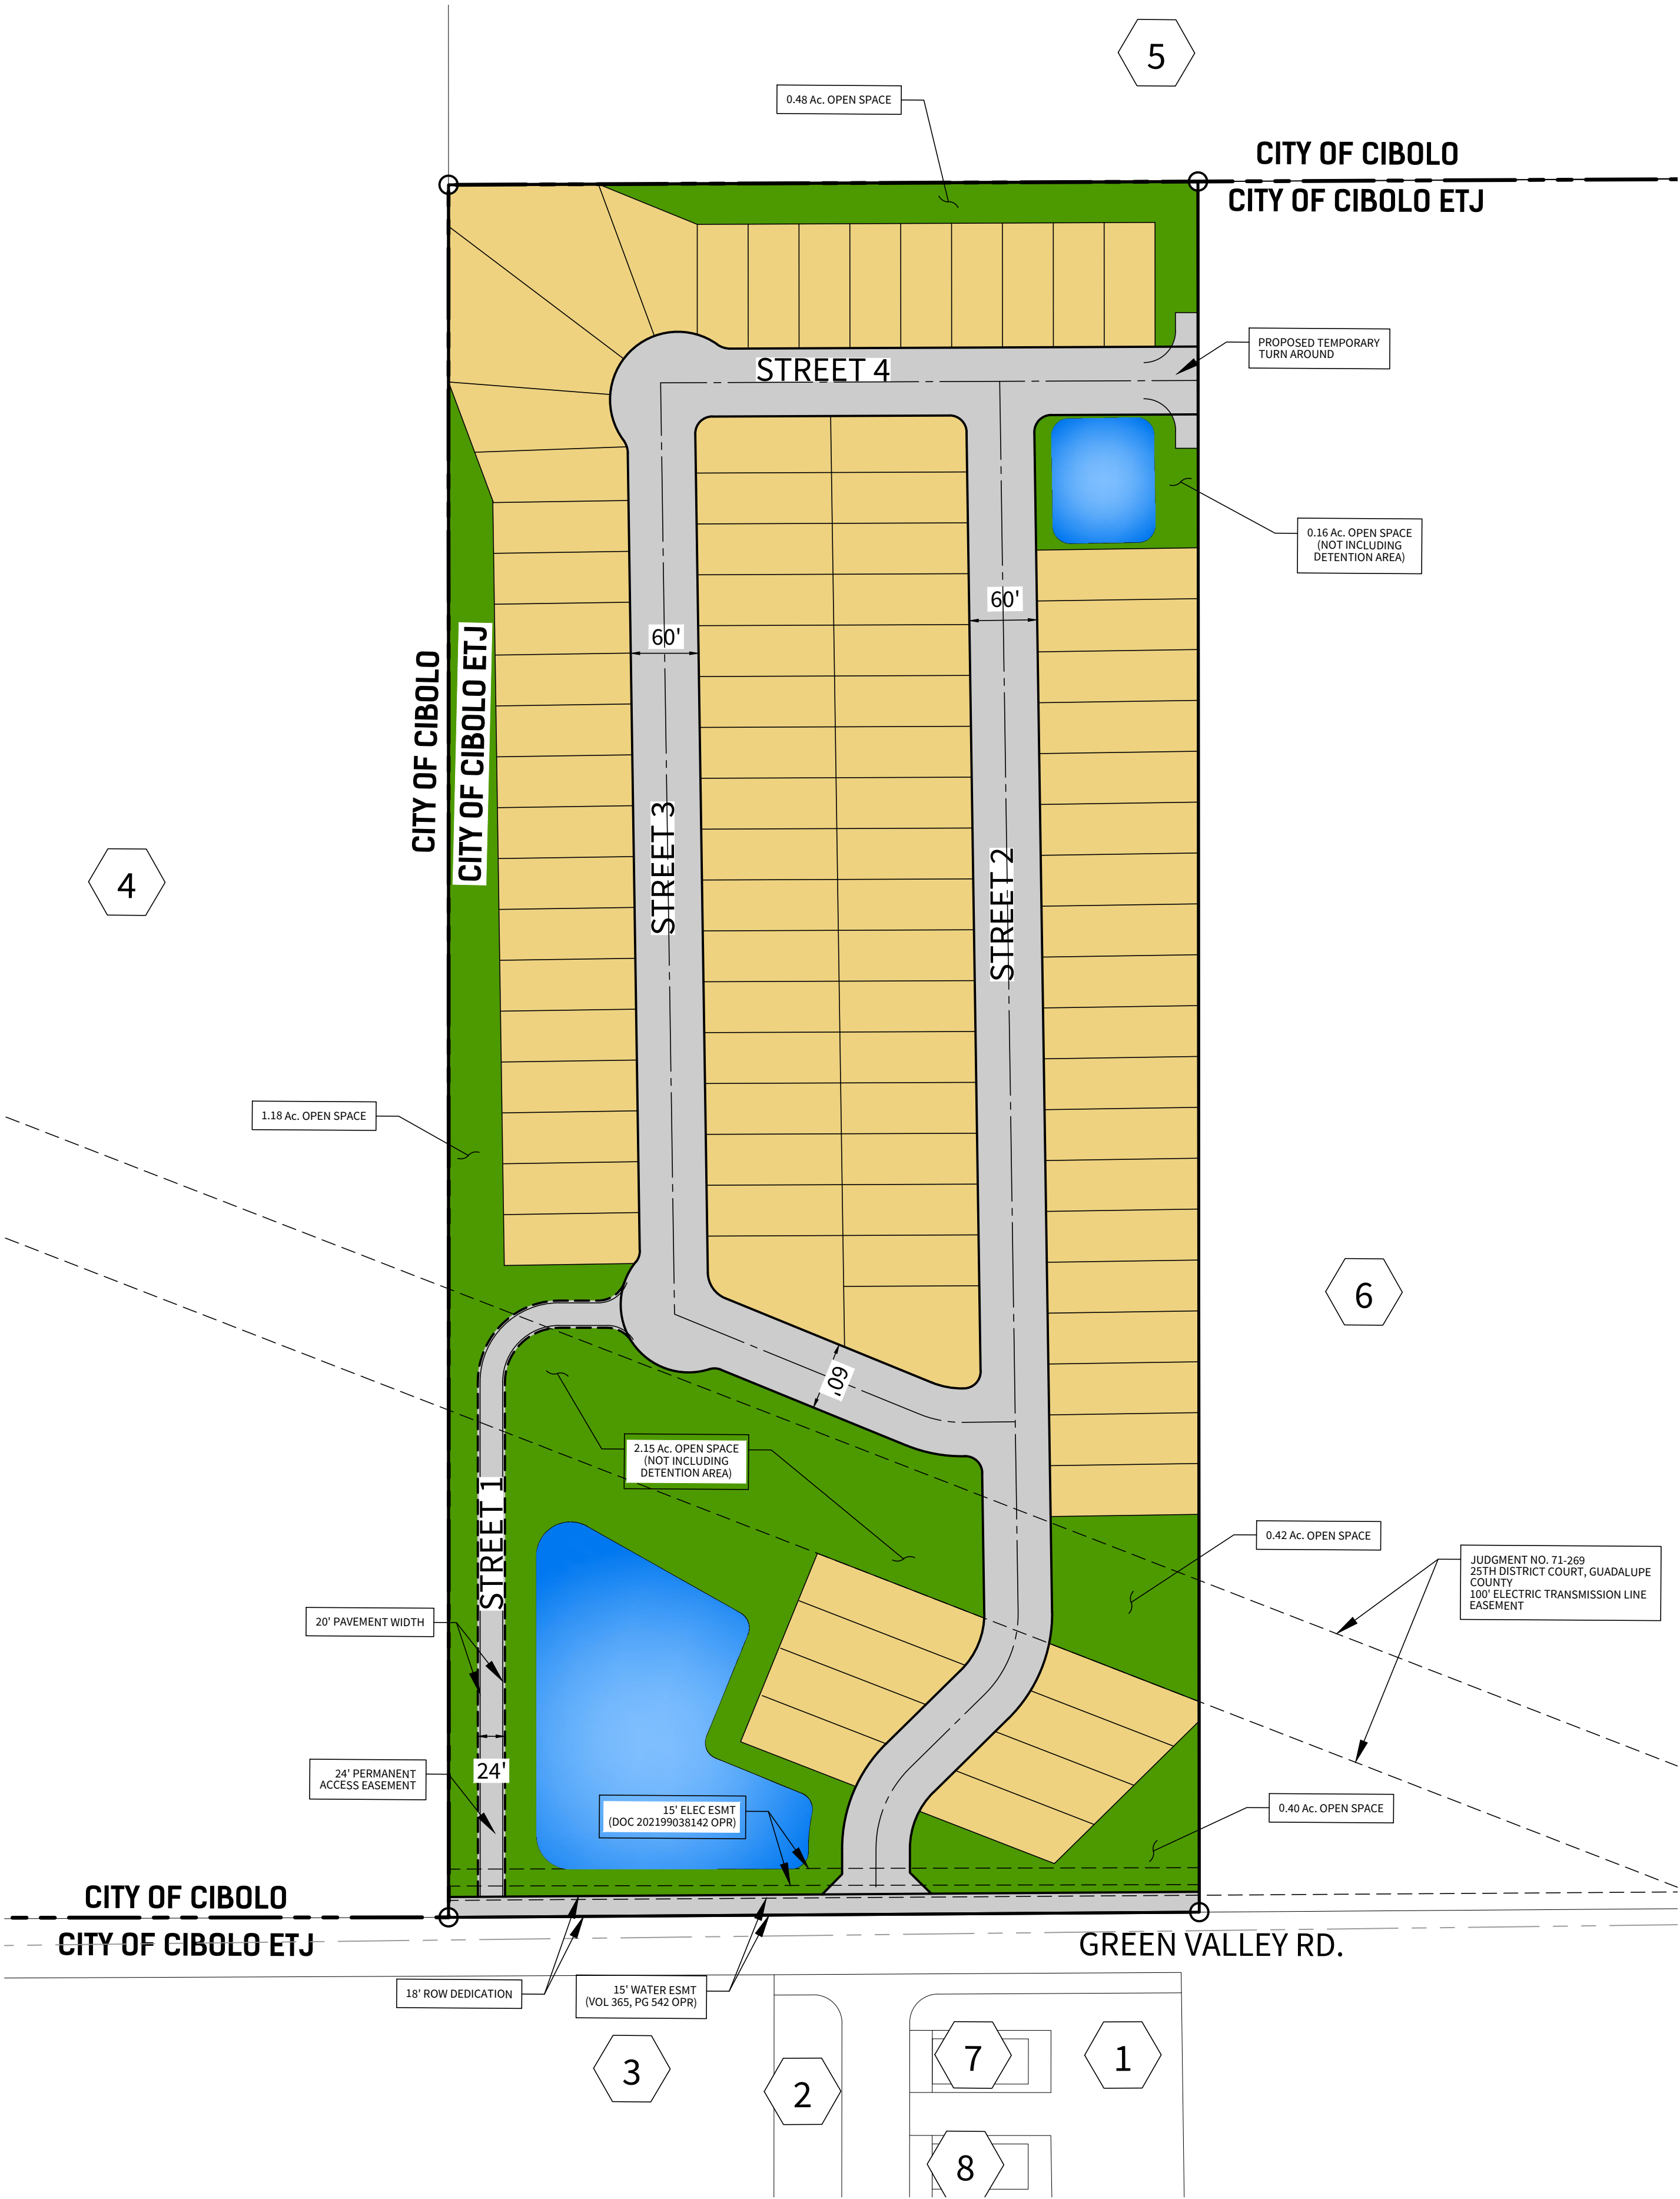 5
0.48 Ac. OPEN SPACE
CITY OF CIBOLO
CITY OF CIBOLO ETJ
PROPOSED TEMPORARY
TURN AROUND
STREET 4
0.16 Ac. OPEN SPACE
(NOT INCLUDING
DETENTION AREA)
60'
60'
CITY OF CIBOLO
CITY OF CIBOLO ETJ
STREET 3
STREET 2
4
1.18 Ac. OPEN SPACE
6
60'
2.15 Ac. OPEN SPACE
(NOT INCLUDING
DETENTION AREA)
STREET 1
0.42 Ac. OPEN SPACE
JUDGMENT NO. 71-269
25TH DISTRICT COURT, GUADALUPE
COUNTY
100' ELECTRIC TRANSMISSION LINE
EASEMENT
20' PAVEMENT WIDTH
24' PERMANENT
ACCESS EASEMENT
24'
15' ELEC ESMT
(DOC 202199038142 OPR)
0.40 Ac. OPEN SPACE
CITY OF CIBOLO
CITY OF CIBOLO ETJ
GREEN VALLEY RD.
18' ROW DEDICATION
15' WATER ESMT
(VOL 365, PG 542 OPR)
3
2
7
1
8